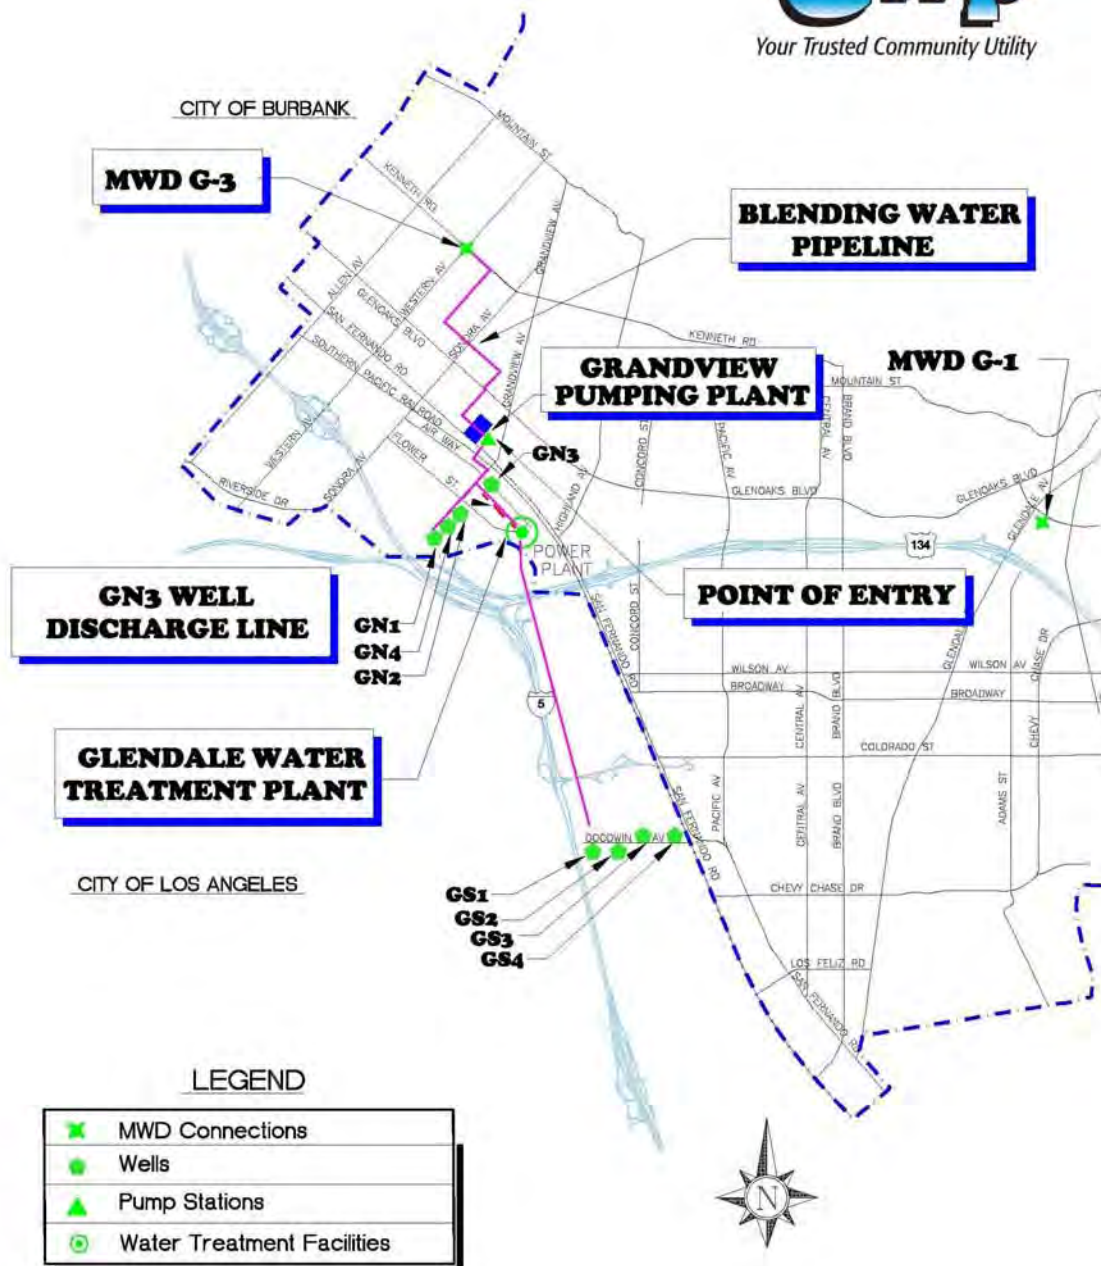 Your Trusted Community Utility
CITY OF BURBANK
MWD G-3
BLENDING WATER
PIPELINE
MOUNTAIN ST
KENNETH RD
GRANDVIEW AV
ALLEN AV
WESTERN AV
GLENOAKS BLVD
SONORA AV
SAN FERNANDO RD
SOUTHERN PACIFIC RAILROAD
AIR WAY
GRANDVIEW AV
KENNETH RD
GRANDVIEW
PUMPING PLANT
MWD G-1
MOUNTAIN ST
CENTRAL AV
BRAND BLVD
PACIFIC AV
CONCORD ST
HIGHLAND AV
GLENOAKS BLVD
GLENOAKS BLVD
GLENDALE AV
WESTERN AV
SONORA AV
RIVERSIDE DR
FLOWER ST.
GN3
POWER
PLANT
134
GN3 WELL
DISCHARGE LINE
POINT OF ENTRY
GN1
GN4
GN2
SAN FERNANDO RD
CONCORD ST
WILSON AV
WILSON AV
BROADWAY
BROADWAY
CHEVY CHASE DR
5
CENTRAL AV
BRAND BLVD
COLORADO ST
GLENDALE WATER
TREATMENT PLANT
SAN FERNANDO RD
PACIFIC AV
CENTRAL AV
BRAND BLVD
ADAMS ST
GOODWIN AV
CITY OF LOS ANGELES
GS1
GS2
GS3
GS4
CHEVY CHASE DR
LOS FELIZ RD
SAN FERNANDO RD
LEGEND
MWD Connections
Wells
Pump Stations
Water Treatment Facilities
N